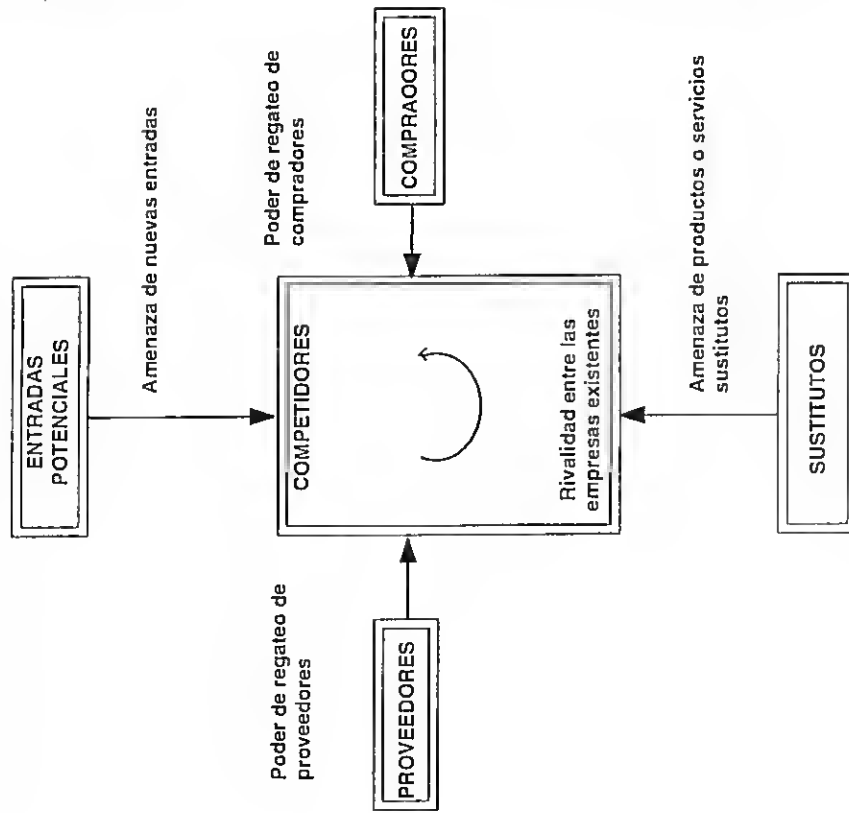 ENTRADAS
POTENCIALES
Amenaza de nuevas entradas
Poder de regateo de
proveedores
PROVEEDORES
COMPETIDORES
Rivalidad entre las
empresas existentes
Poder de regateo de
compradores
COMPRAOORES
Amenaza de productos o servicios
sustitutos
SUSTITUTOS